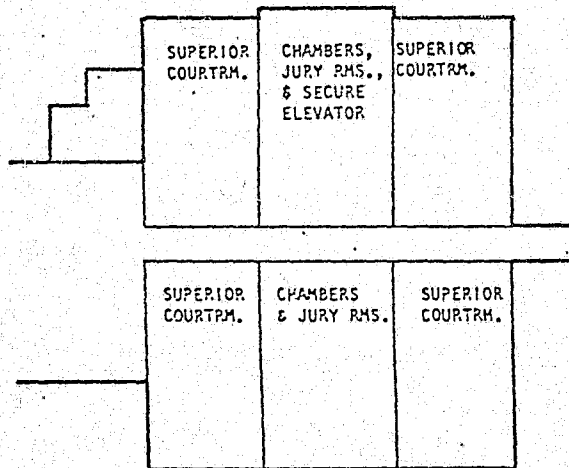 SUPERIOR
COURTRM.
CHAMBERS,
JURY RMS.,
& SECURE
ELEVATOR
SUPERIOR
COURTRM.
SUPERIOR
COURTRM.
CHAMBERS
& JURY RMS.
SUPERIOR
COURTRM.